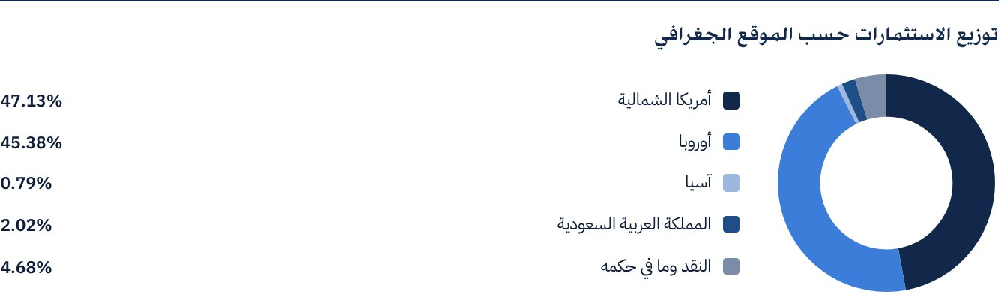 توزيع الاستثمارات حسب الموقع الجغرافي
أمريكا الشمالية 47.13%
أوروبا 45.38%
آسيا 0.79%
المملكة العربية السعودية 2.02%
النقد وما في حكمه 4.68%